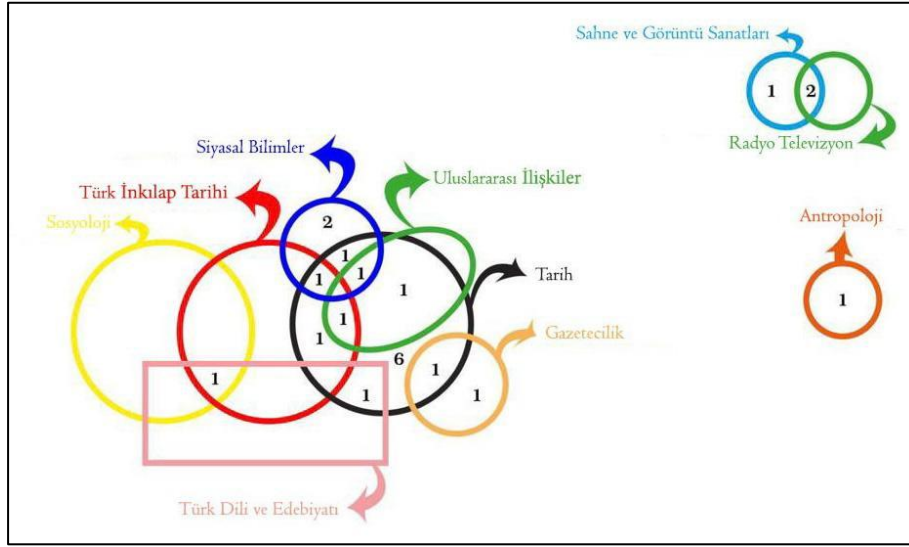 Sahne ve Görüntü Sanatları
1
2
Radyo Televizyon
Siyasal Bilimler
Uluslararası İlişkiler
Türk İnkılap Tarihi
Sosyoloji
Antropoloji
2
1
1
1
1
Tarih
1
1
1
Gazetecilik
6
1
1
1
1
Türk Dili ve Edebiyatı